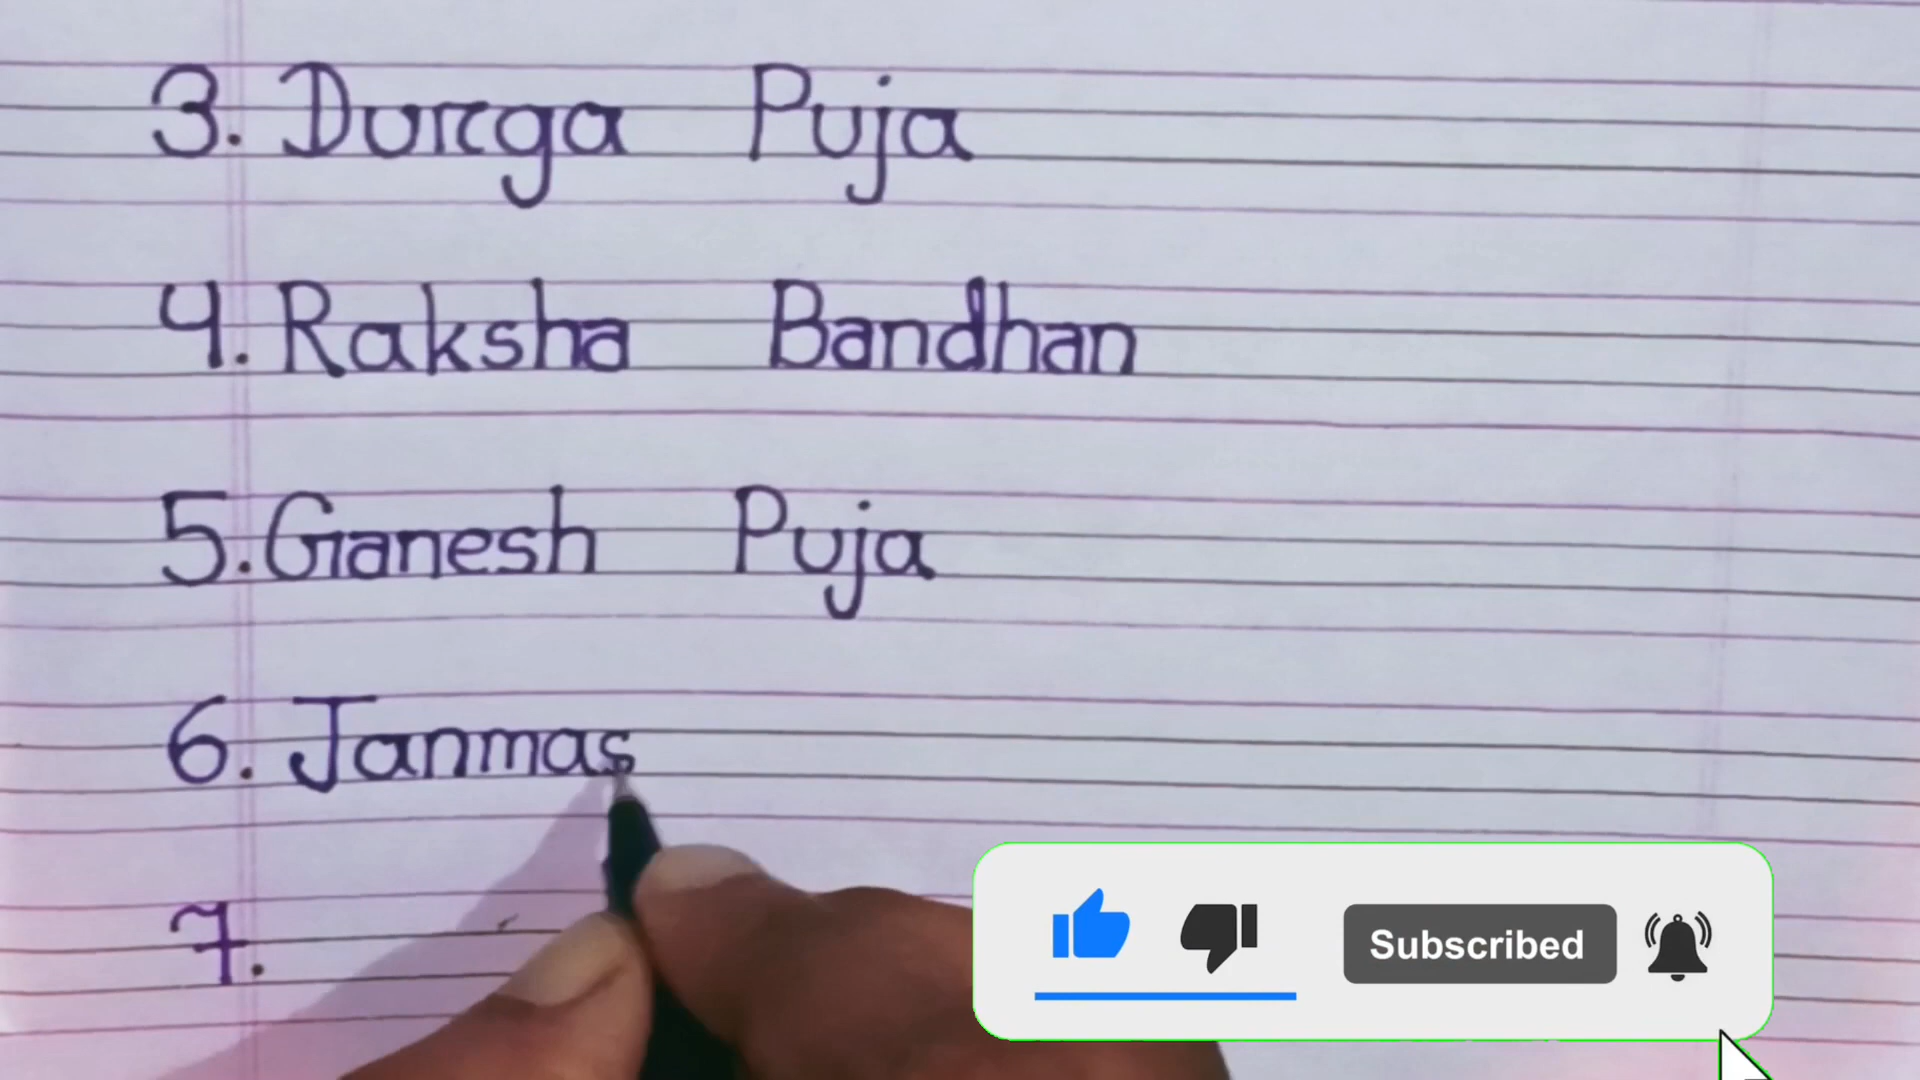 3. Durga Puja
4. Raksha Bandhan
5. Ganesh Puja
6. Janmas
7.
Subscribed